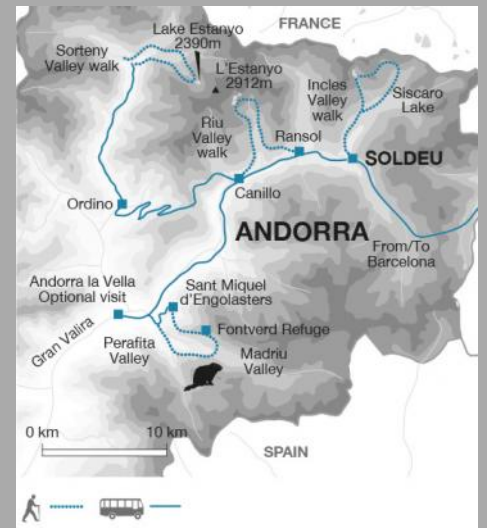 FRANCE
Lake Estanyo
2390m
Sorteny
Valley walk
L'Estanyo
2912m
Incles
Valley
walk
Siscaro
Lake
Riu
Valley
walk
Ransol
SOLDEU
Canillo
Ordino
ANDORRA
From/To
Barcelona
Andorra la Vella
Optional visit
Sant Miquel
d'Engolasters
Gran Valira
Fontverd Refuge
Perafita
Valley
Madriu
Valley
0 km
10 km
SPAIN